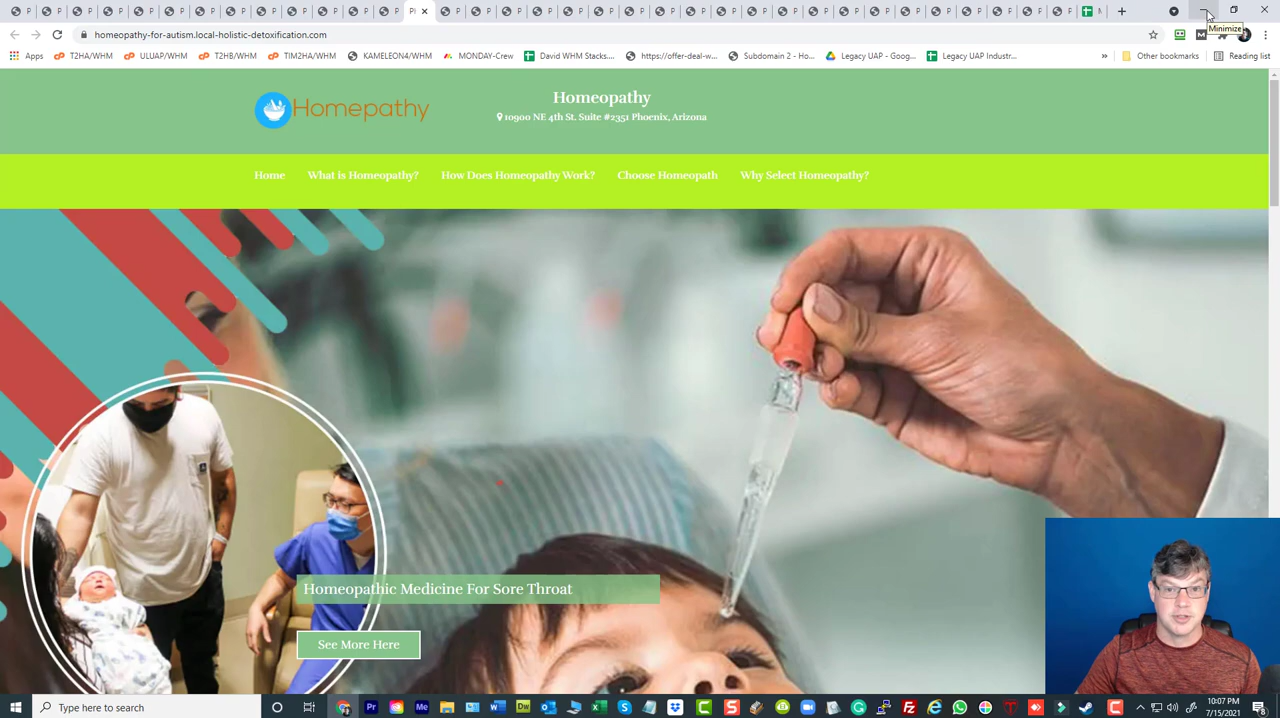 Minimize
homeopathy-for-autism.local-holistic-detoxification.com
Apps T2HA/WHM ULUAP/WHM T2HB/WHM TIM2HA/WHM KAMELEON4/WHM MONDAY-Crew David WHM Stacks.... https://offer-deal-w... Subdomain 2 - Ho... Legacy UAP - Goog... Legacy UAP Industr... » Other bookmarks Reading list
Homepathy
Homeopathy
10900 NE 4th St. Suite #2351 Phoenix, Arizona
Home What is Homeopathy? How Does Homeopathy Work? Choose Homeopath Why Select Homeopathy?
Homeopathic Medicine For Sore Throat
See More Here
Type here to search
10:07 PM
7/15/2021